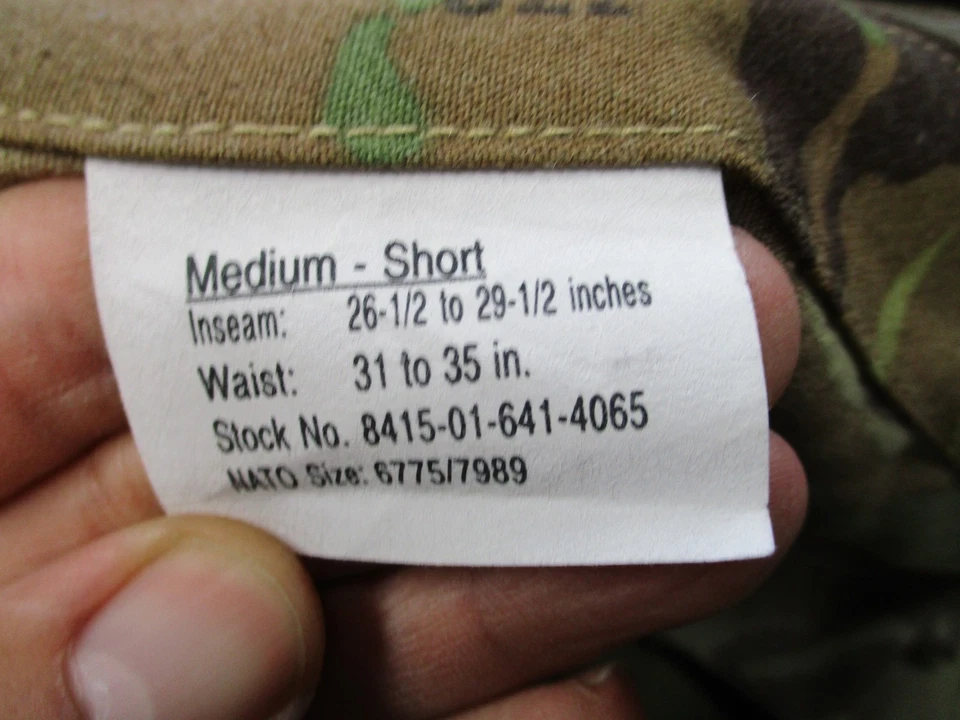 Medium - Short
Inseam: 26-1/2 to 29-1/2 inches
Waist: 31 to 35 in.
Stock No. 8415-01-641-4065
NATO Size: 6775/7989